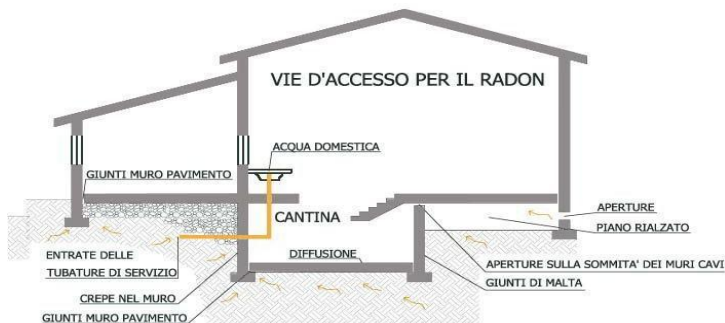 VIE D'ACCESSO PER IL RADON
ACQUA DOMESTICA
GIUNTI MURO PAVIMENTO
CANTINA
APERTURE
PIANO RIALZATO
ENTRATE DELLE
TUBATURE DI SERVIZIO
DIFFUSIONE
APERTURE SULLA SOMMITA' DEI MURI CAVI
CREPE NEL MURO
GIUNTI DI MALTA
GIUNTI MURO PAVIMENTO